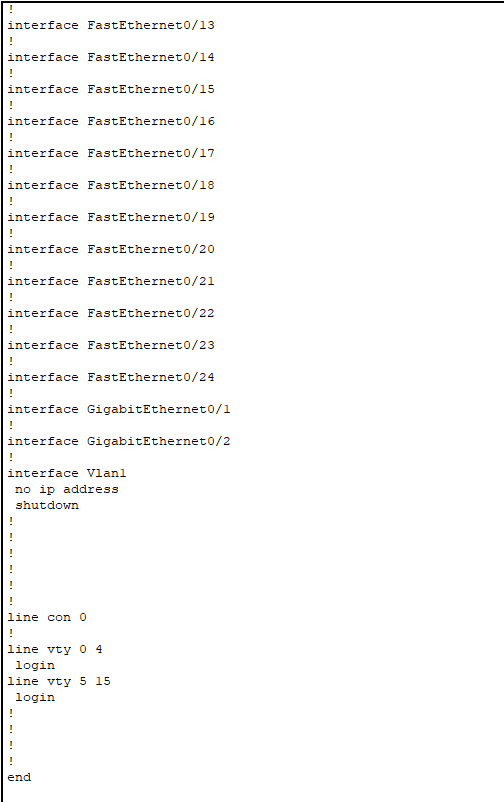 !
interface FastEthernet0/13
!
interface FastEthernet0/14
!
interface FastEthernet0/15
!
interface FastEthernet0/16
!
interface FastEthernet0/17
!
interface FastEthernet0/18
!
interface FastEthernet0/19
!
interface FastEthernet0/20
!
interface FastEthernet0/21
!
interface FastEthernet0/22
!
interface FastEthernet0/23
!
interface FastEthernet0/24
!
interface GigabitEthernet0/1
!
interface GigabitEthernet0/2
!
interface Vlan1
 no ip address
 shutdown
!
!
!
!
!
!
line con 0
!
line vty 0 4
 login
line vty 5 15
 login
!
!
!
!
end